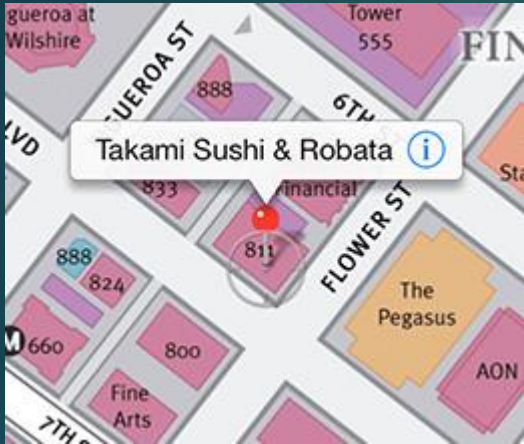 gueroa at
Wilshire
Tower
555
FIN
GUEROA ST
888
6TH
LVD
Takami Sushi & Robata
833
Financial
811
FLOWER ST
Sta
888
824
The
Pegasus
M 660
800
AON
Fine
Arts
7TH